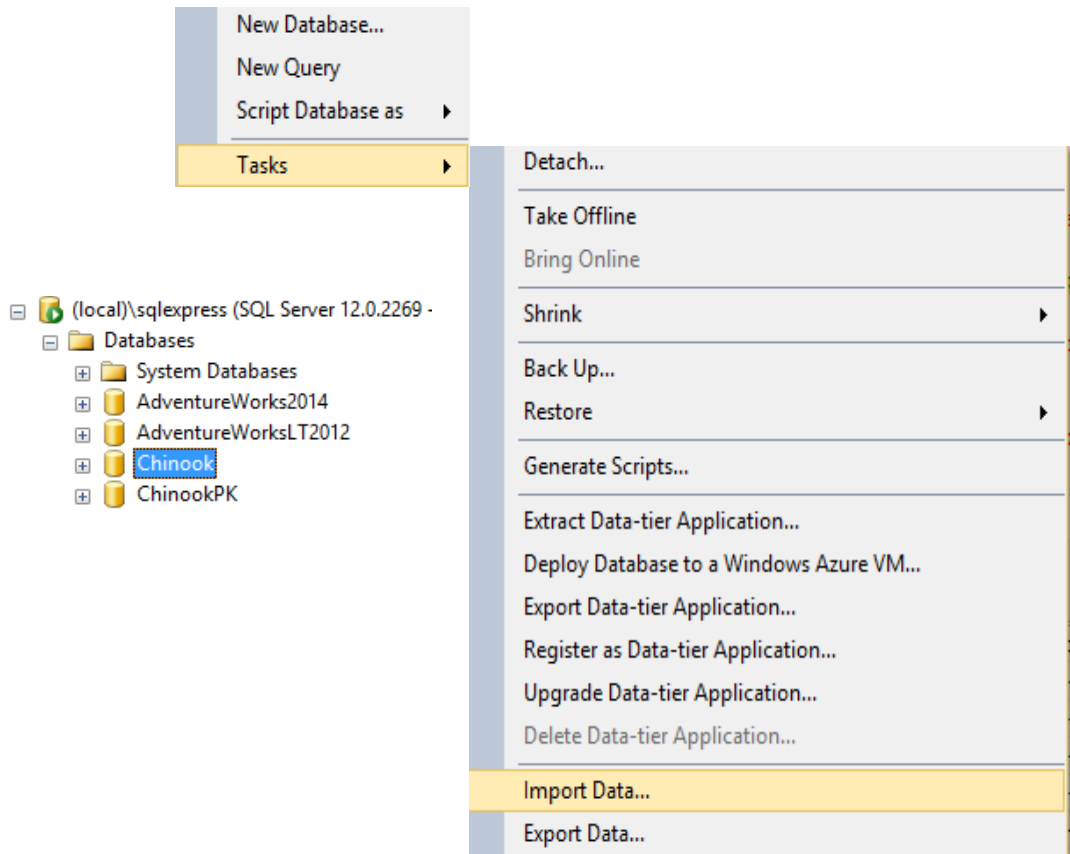 New Database...
New Query
Script Database as
Tasks
Detach...
Take Offline
Bring Online
Shrink
Back Up...
Restore
Generate Scripts...
Extract Data-tier Application...
Deploy Database to a Windows Azure VM...
Export Data-tier Application...
Register as Data-tier Application...
Upgrade Data-tier Application...
Delete Data-tier Application...
Import Data...
Export Data...
(local)\sqlexpress (SQL Server 12.0.2269 -
Databases
System Databases
AdventureWorks2014
AdventureWorksLT2012
Chinook
ChinookPK